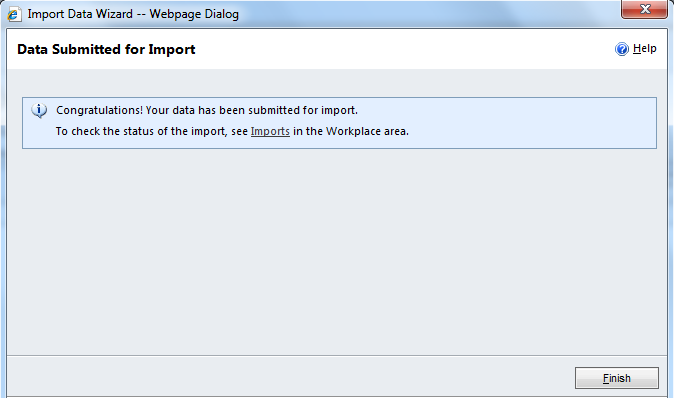 Import Data Wizard -- Webpage Dialog
Data Submitted for Import
Help
Congratulations! Your data has been submitted for import.
To check the status of the import, see Imports in the Workplace area.
Finish